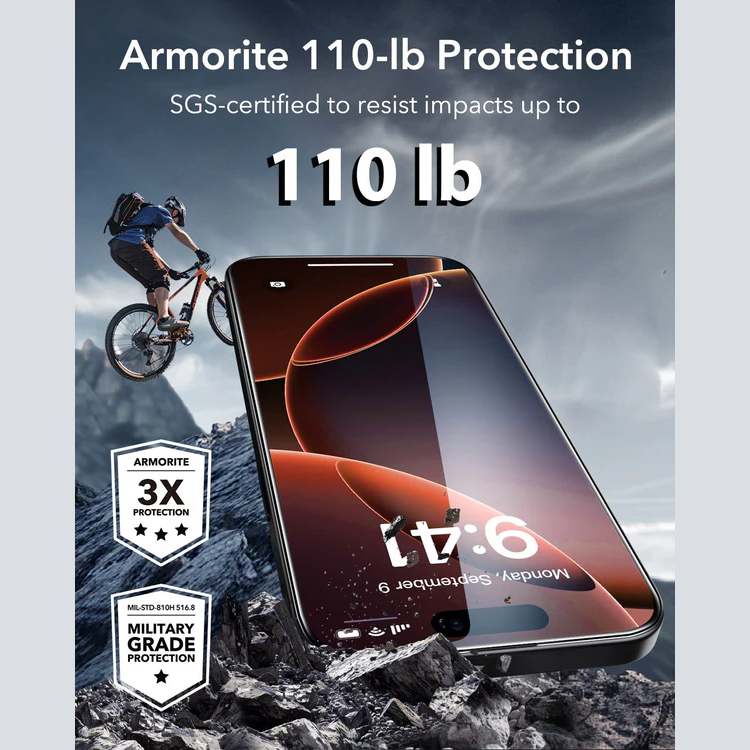 Armorite 110-lb Protection
SGS-certified to resist impacts up to
110 lb
ARMORITE
3X
PROTECTION
MIL-STD-810H 516.8
MILITARY
GRADE
PROTECTION
9:41
Monday, September 9